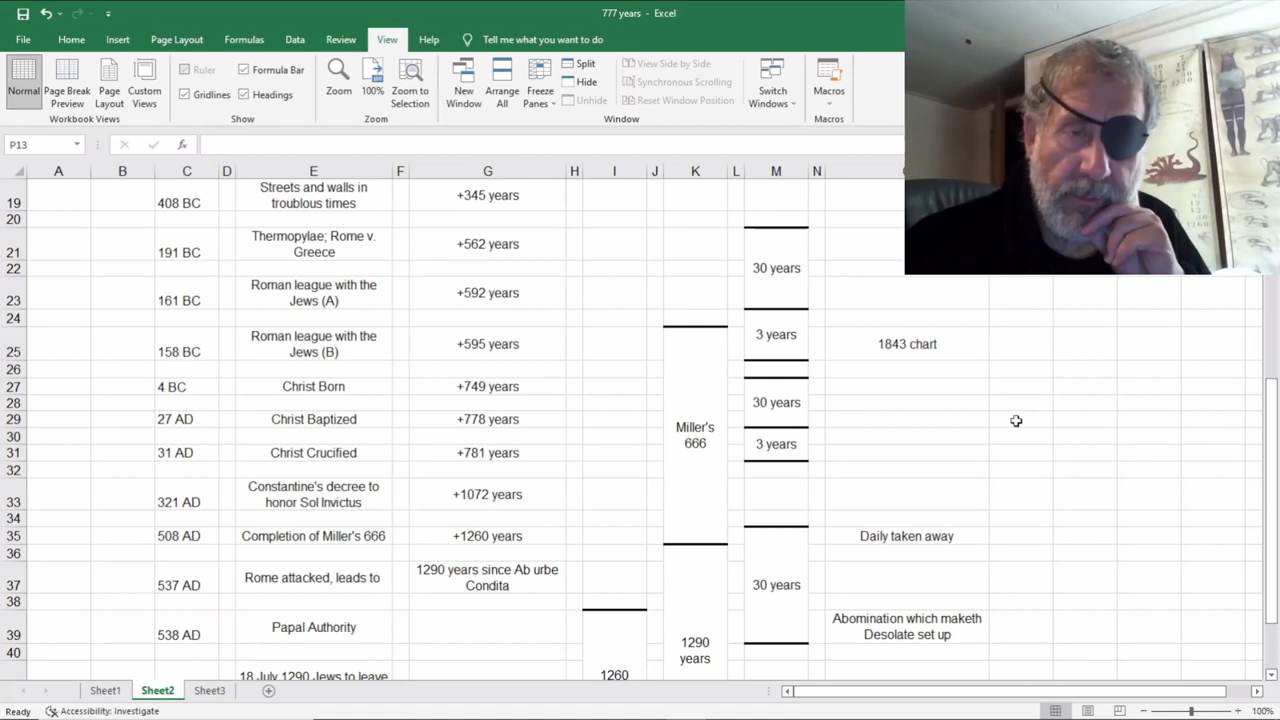 777 years - Excel
File Home Insert Page Layout Formulas Data Review View Help Tell me what you want to do
Normal
Page Break Preview
Page Layout
Custom Views
Workbook Views
Ruler
Formula Bar
Gridlines
Headings
Show
Zoom
100%
Zoom to Selection
Zoom
New Window
Arrange All
Freeze Panes
Split
Hide
Unhide
View Side by Side
Synchronous Scrolling
Reset Window Position
Window
Switch Windows
Macros
Macros
P13
fx
A B C D E F G H I J K L M N
19 408 BC Streets and walls in
troublous times +345 years
20
21 191 BC Thermopylae; Rome v.
Greece +562 years
22 30 years
23 161 BC Roman league with the
Jews (A) +592 years
24
25 158 BC Roman league with the
Jews (B) +595 years 3 years 1843 chart
26
27 4 BC Christ Born +749 years
28 30 years
29 27 AD Christ Baptized +778 years
Miller's
666
30 3 years
31 31 AD Christ Crucified +781 years
32
33 321 AD Constantine's decree to
honor Sol Invictus +1072 years
34
35 508 AD Completion of Miller's 666 +1260 years Daily taken away
36
37 537 AD Rome attacked, leads to 1290 years since Ab urbe
Condita 30 years
38
39 538 AD Papal Authority Abomination which maketh
Desolate set up
40 1290
years
18 July 1290 Jews to leave 1260
Sheet1 Sheet2 Sheet3
Ready Accessibility: Investigate 100%